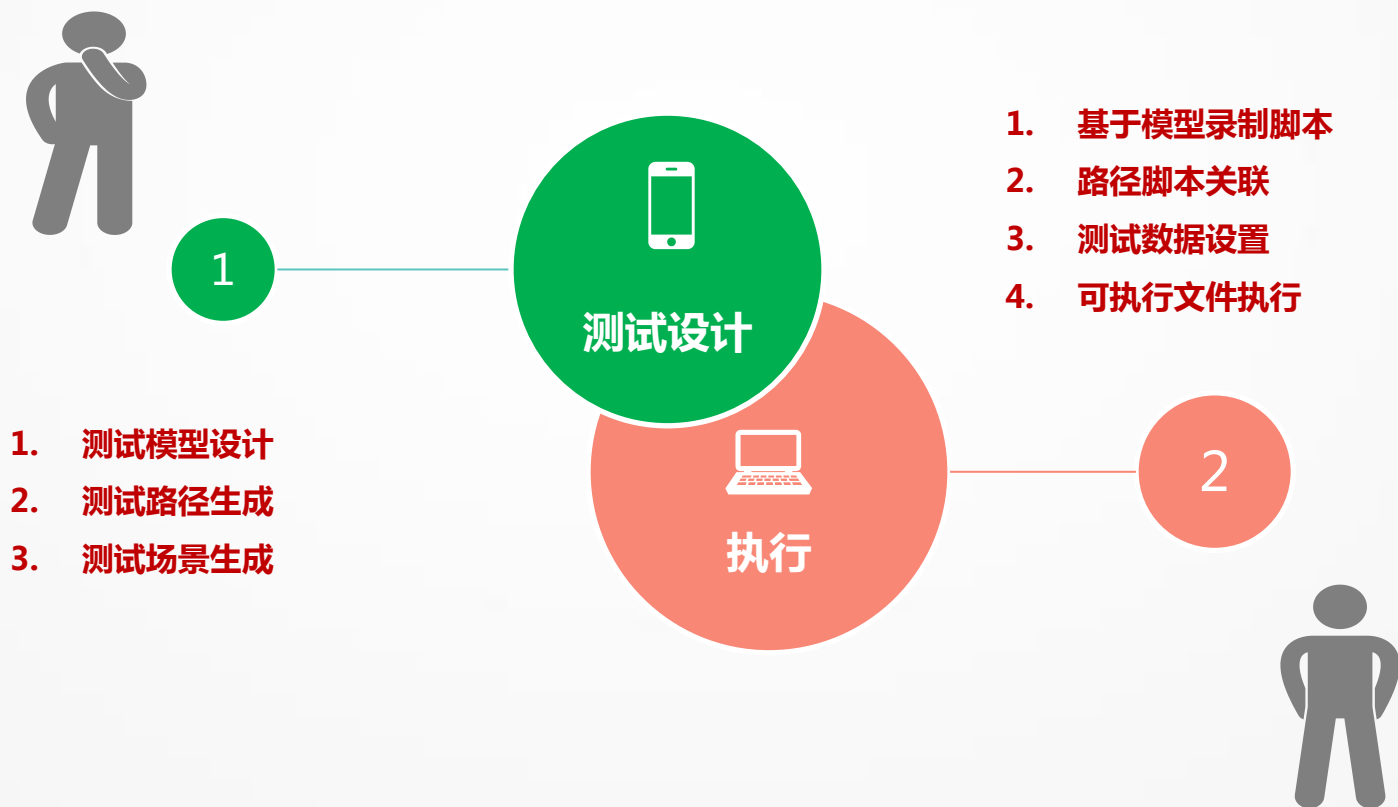 1
测试设计
1. 测试模型设计
2. 测试路径生成
3. 测试场景生成
1. 基于模型录制脚本
2. 路径脚本关联
3. 测试数据设置
4. 可执行文件执行
2
执行